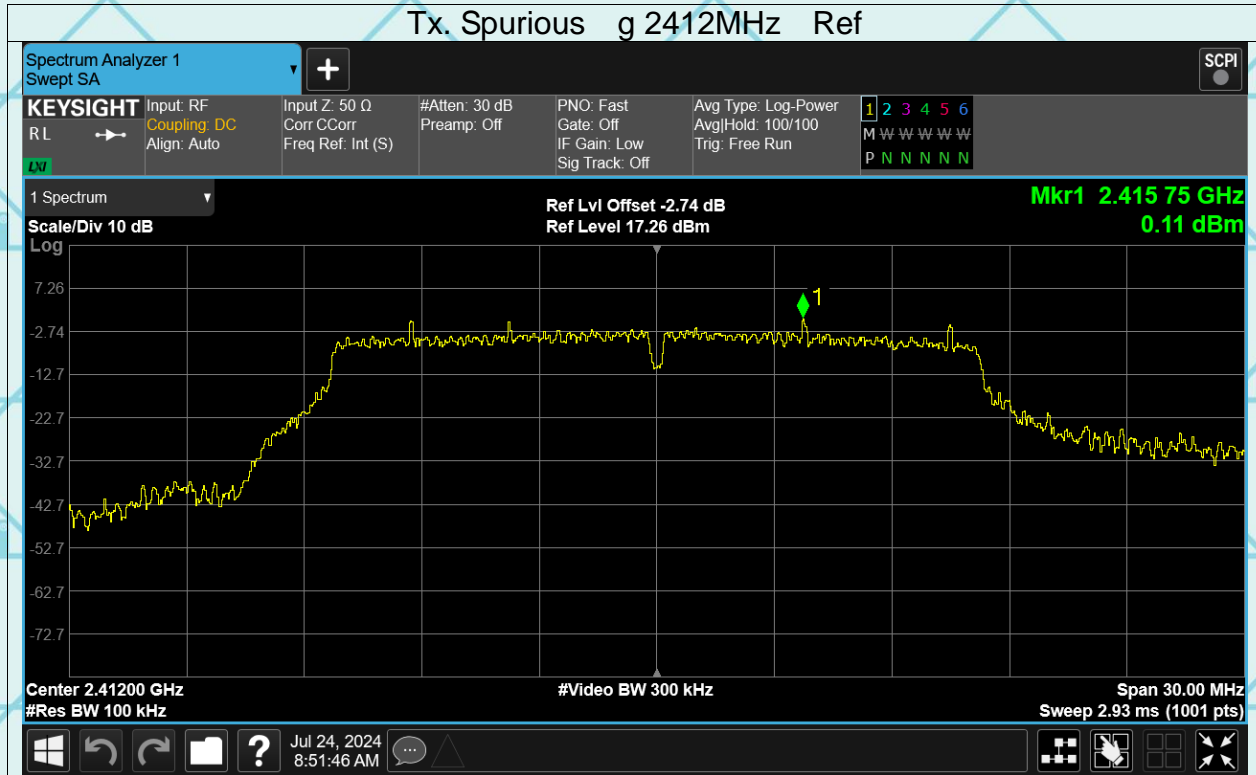 Tx. Spurious g 2412MHz Ref
Spectrum Analyzer 1
Swept SA
SCPI
KEYSIGHT
RL
LXI
Input: RF
Coupling: DC
Align: Auto
Input Z: 50 Ω
Corr CCorr
Freq Ref: Int (S)
#Atten: 30 dB
Preamp: Off
PNO: Fast
Gate: Off
IF Gain: Low
Sig Track: Off
Avg Type: Log-Power
Avg|Hold: 100/100
Trig: Free Run
1 2 3 4 5 6
M W W W W W
P N N N N N
1 Spectrum
Scale/Div 10 dB
Ref Lvl Offset -2.74 dB
Ref Level 17.26 dBm
Mkr1 2.415 75 GHz
0.11 dBm
Log
7.26
1
-2.74
-12.7
-22.7
-32.7
-42.7
-52.7
-62.7
-72.7
Center 2.41200 GHz
#Video BW 300 kHz
Span 30.00 MHz
#Res BW 100 kHz
Sweep 2.93 ms (1001 pts)
Jul 24, 2024
8:51:46 AM